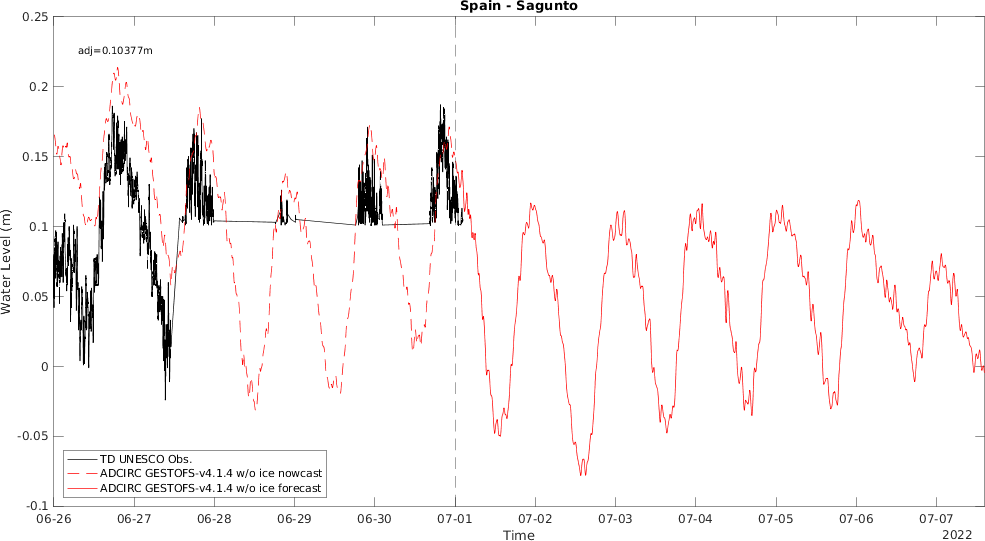 Spain - Sagunto
adj=0.10377m
0.25
0.2
0.15
0.1
0.05
0
-0.05
-0.1
Water Level (m)
TD UNESCO Obs.
ADCIRC GESTOFS-v4.1.4 w/o ice nowcast
ADCIRC GESTOFS-v4.1.4 w/o ice forecast
06-26 06-27 06-28 06-29 06-30 07-01 07-02 07-03 07-04 07-05 07-06 07-07
Time
2022